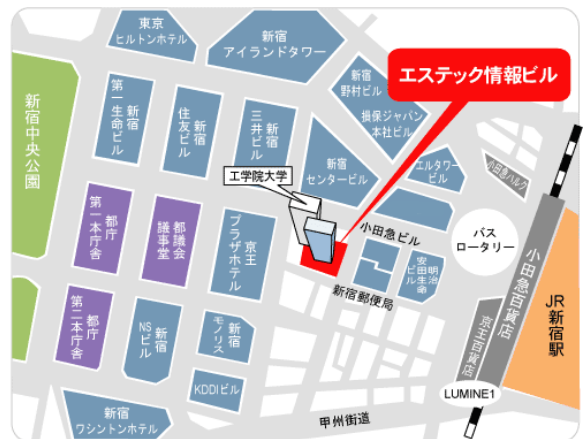 東京
ヒルトンホテル
新宿
アイランドタワー
新宿
野村ビル
損保ジャパン
本社ビル
エステック情報ビル
新宿中央公園
新宿
第一生命ビル
新宿
住友ビル
新宿
三井ビル
新宿
センタービル
エルタワー
ビル
小田急ハルク
工学院大学
都庁
第一本庁舎
都議会
議事堂
京王
プラザホテル
小田急ビル
明治
安田生命
ビル
新宿郵便局
バス
ロータリー
小田急百貨店
京王百貨店
JR新宿駅
都庁
第二本庁舎
新宿
NSビル
新宿
モノリス
KDDIビル
LUMINE1
新宿
ワシントンホテル
甲州街道